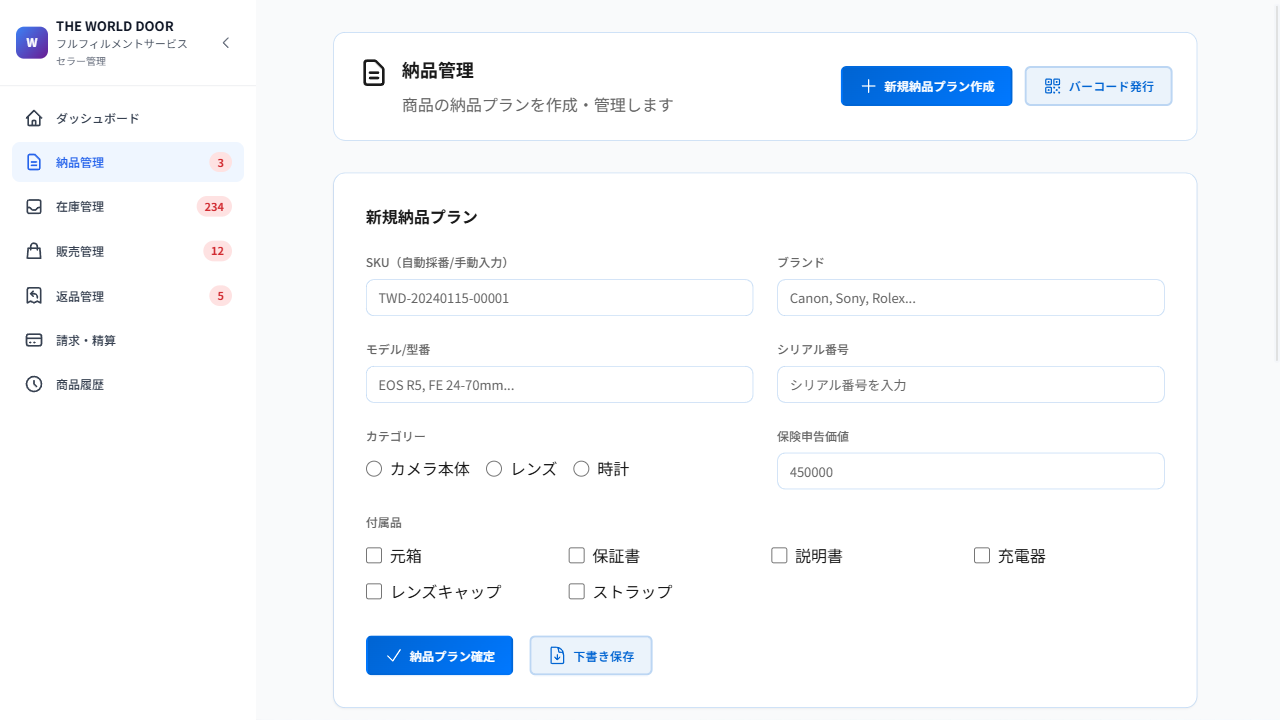 W
THE WORLD DOOR
フルフィルメントサービス
セラー管理
ダッシュボード
納品管理 3
在庫管理 234
販売管理 12
返品管理 5
請求・精算
商品履歴
納品管理
商品の納品プランを作成・管理します
新規納品プラン作成
バーコード発行
新規納品プラン
SKU（自動採番/手動入力）
TWD-20240115-00001
ブランド
Canon, Sony, Rolex...
モデル/型番
EOS R5, FE 24-70mm...
シリアル番号
シリアル番号を入力
カテゴリー
カメラ本体 レンズ 時計
保険申告価値
450000
付属品
元箱 保証書 説明書 充電器
レンズキャップ ストラップ
納品プラン確定
下書き保存